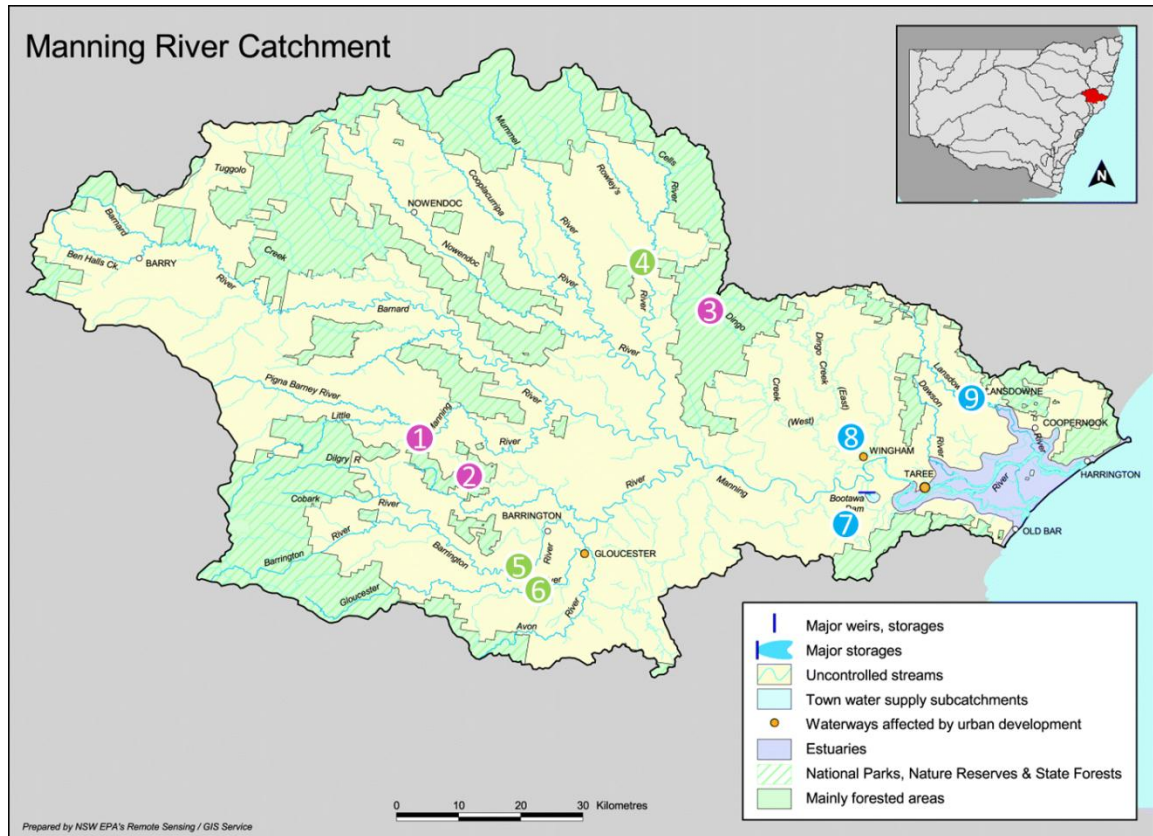 Manning River Catchment
N
Mummel
Cells
Tuggolo
Cooplacurripa
Rowley's
River
NOWENDOC
Barnard
River
River
4
Ben Halls Ck.
BARRY
Creek
Nowendoc
River
River
3
Dingo
Barnard
River
Dingo Creek
Lansdow
Pigna Barney River
River
Creek
(East)
Dawson
9
LANSDOWNE
Little
Manning
(West)
COOPERNOOK
1
River
8
River
Dilgry R
2
WINGHAM
River
HARRINGTON
Cobark
River
TAREE
River
Manning
Bootawa
Dam
River
BARRINGTON
7
OLD BAR
Barrington
River
Barrington
River
GLOUCESTER
5
6
ver
Gloucester
River
Avon
Major weirs, storages
Major storages
Uncontrolled streams
Town water supply subcatchments
Waterways affected by urban development
Estuaries
National Parks, Nature Reserves & State Forests
Mainly forested areas
0 10 20 30 Kilometres
Prepared by NSW EPA's Remote Sensing / GIS Service